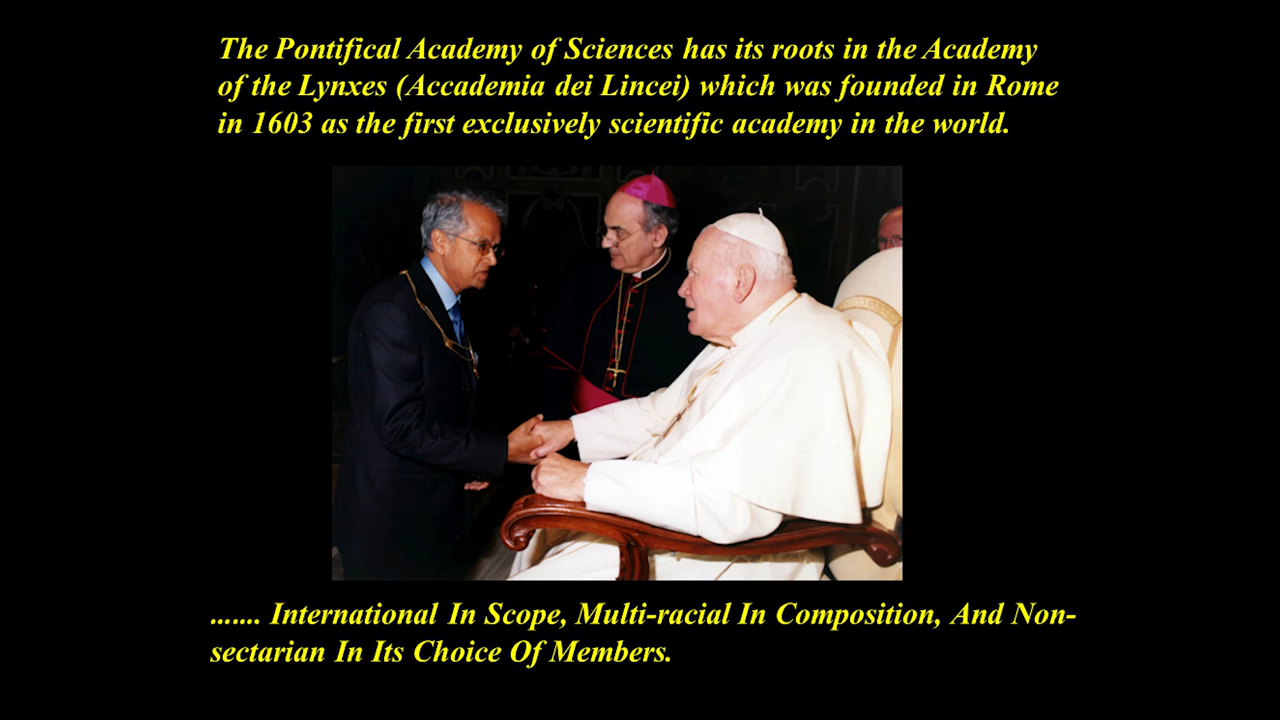 The Pontifical Academy of Sciences has its roots in the Academy
of the Lynxes (Accademia dei Lincei) which was founded in Rome
in 1603 as the first exclusively scientific academy in the world.
....... International In Scope, Multi-racial In Composition, And Non-
sectarian In Its Choice Of Members.